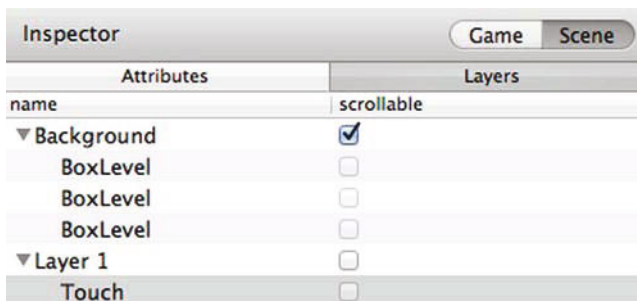 Inspector Game Scene
Attributes Layers
name scrollable
Background
BoxLevel
BoxLevel
BoxLevel
Layer 1
Touch